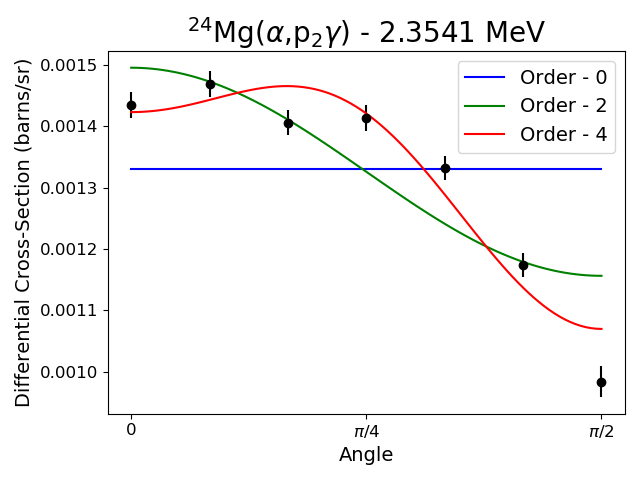 ²⁴Mg(α,p₂γ) - 2.3541 MeV
Order - 0
Order - 2
Order - 4
Differential Cross-Section (barns/sr)
0.0015
0.0014
0.0013
0.0012
0.0011
0.0010
0 π/4 π/2
Angle